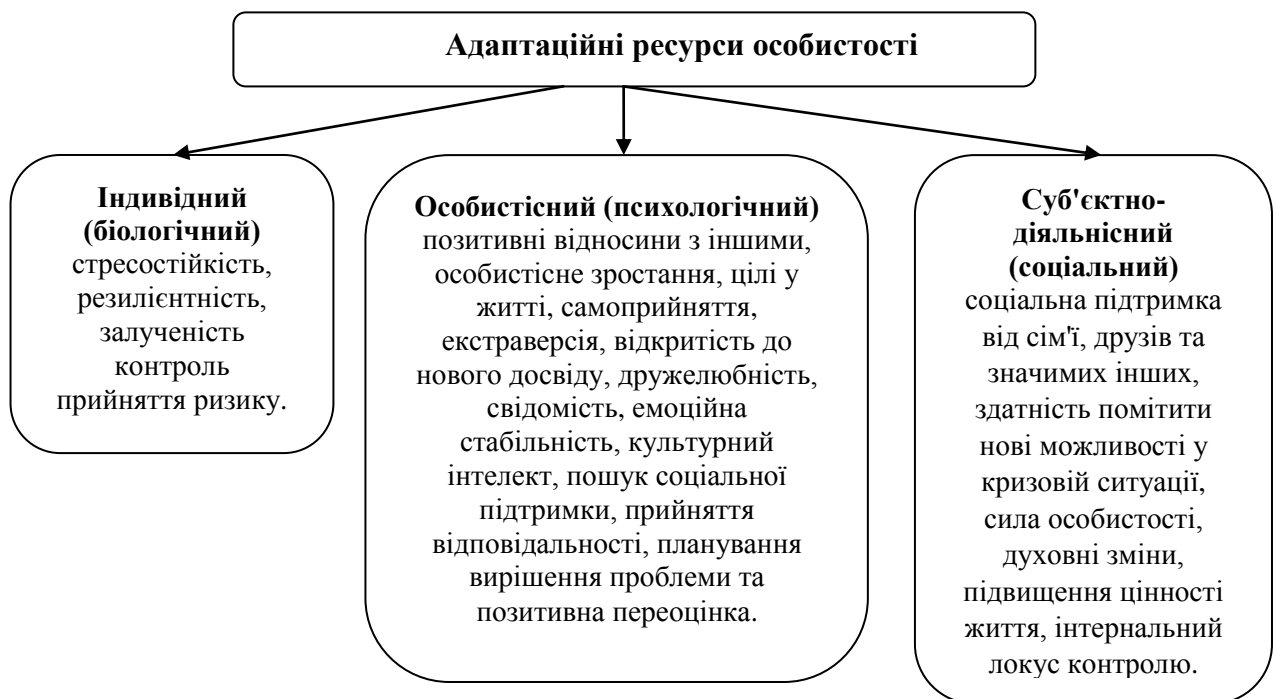 Адаптаційні ресурси особистості
Індивідний
(біологічний)
стресостійкість,
резилієнтність,
залученість
контроль
прийняття ризику.
Особистісний (психологічний)
позитивні відносини з іншими,
особистісне зростання, цілі у
житті, самоприйняття,
екстраверсія, відкритість до
нового досвіду, дружелюбність,
свідомість, емоційна
стабільність, культурний
інтелект, пошук соціальної
підтримки, прийняття
відповідальності, планування
вирішення проблеми та
позитивна переоцінка.
Суб'єктно-
діяльнісний
(соціальний)
соціальна підтримка
від сім'ї, друзів та
значимих інших,
здатність помітити
нові можливості у
кризовій ситуації,
сила особистості,
духовні зміни,
підвищення цінності
життя, інтернальний
локус контролю.